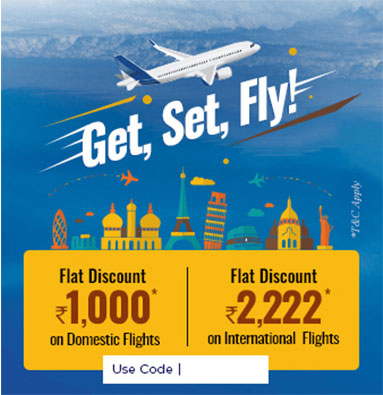 Get, Set, Fly!
*T&C Apply
Flat Discount
₹1,000*
on Domestic Flights
Flat Discount
₹2,222*
on International Flights
Use Code |